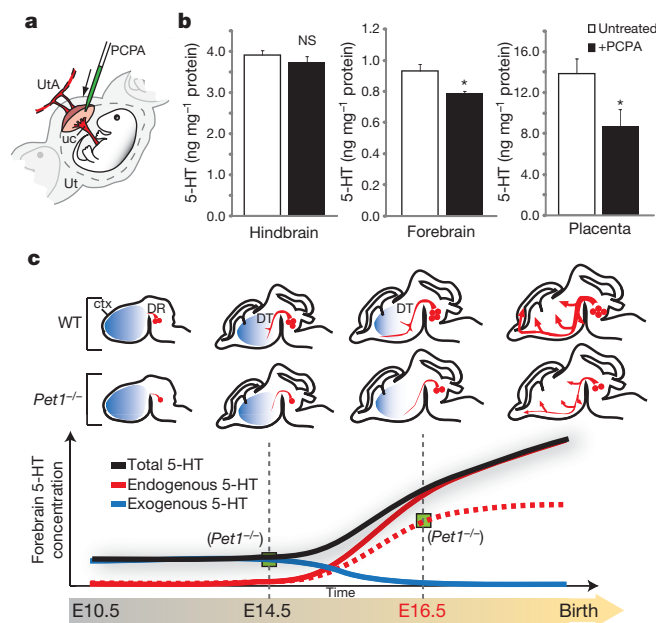 a
PCPA
UtA
uc
Ut
b
5-HT (ng mg⁻¹ protein)
4.0
3.0
2.0
1.0
0.0
NS
Hindbrain
5-HT (ng mg⁻¹ protein)
1.0
0.8
0.6
0.4
0.2
0
*
Forebrain
5-HT (ng mg⁻¹ protein)
16.0
12.0
8.0
4.0
0.0
*
Placenta
Untreated
+PCPA
c
WT
ctx
DR
DT
DT
Pet1⁻/⁻
Forebrain 5-HT
concentration
Total 5-HT
Endogenous 5-HT
Exogenous 5-HT
(Pet1⁻/⁻)
(Pet1⁻/⁻)
Time
E10.5
E14.5
E16.5
Birth